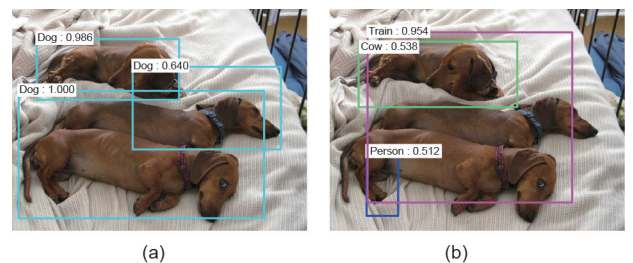 Dog : 0.986
Dog : 0.640
Dog : 1.000
(a)
Train : 0.954
Cow : 0.538
Person : 0.512
(b)